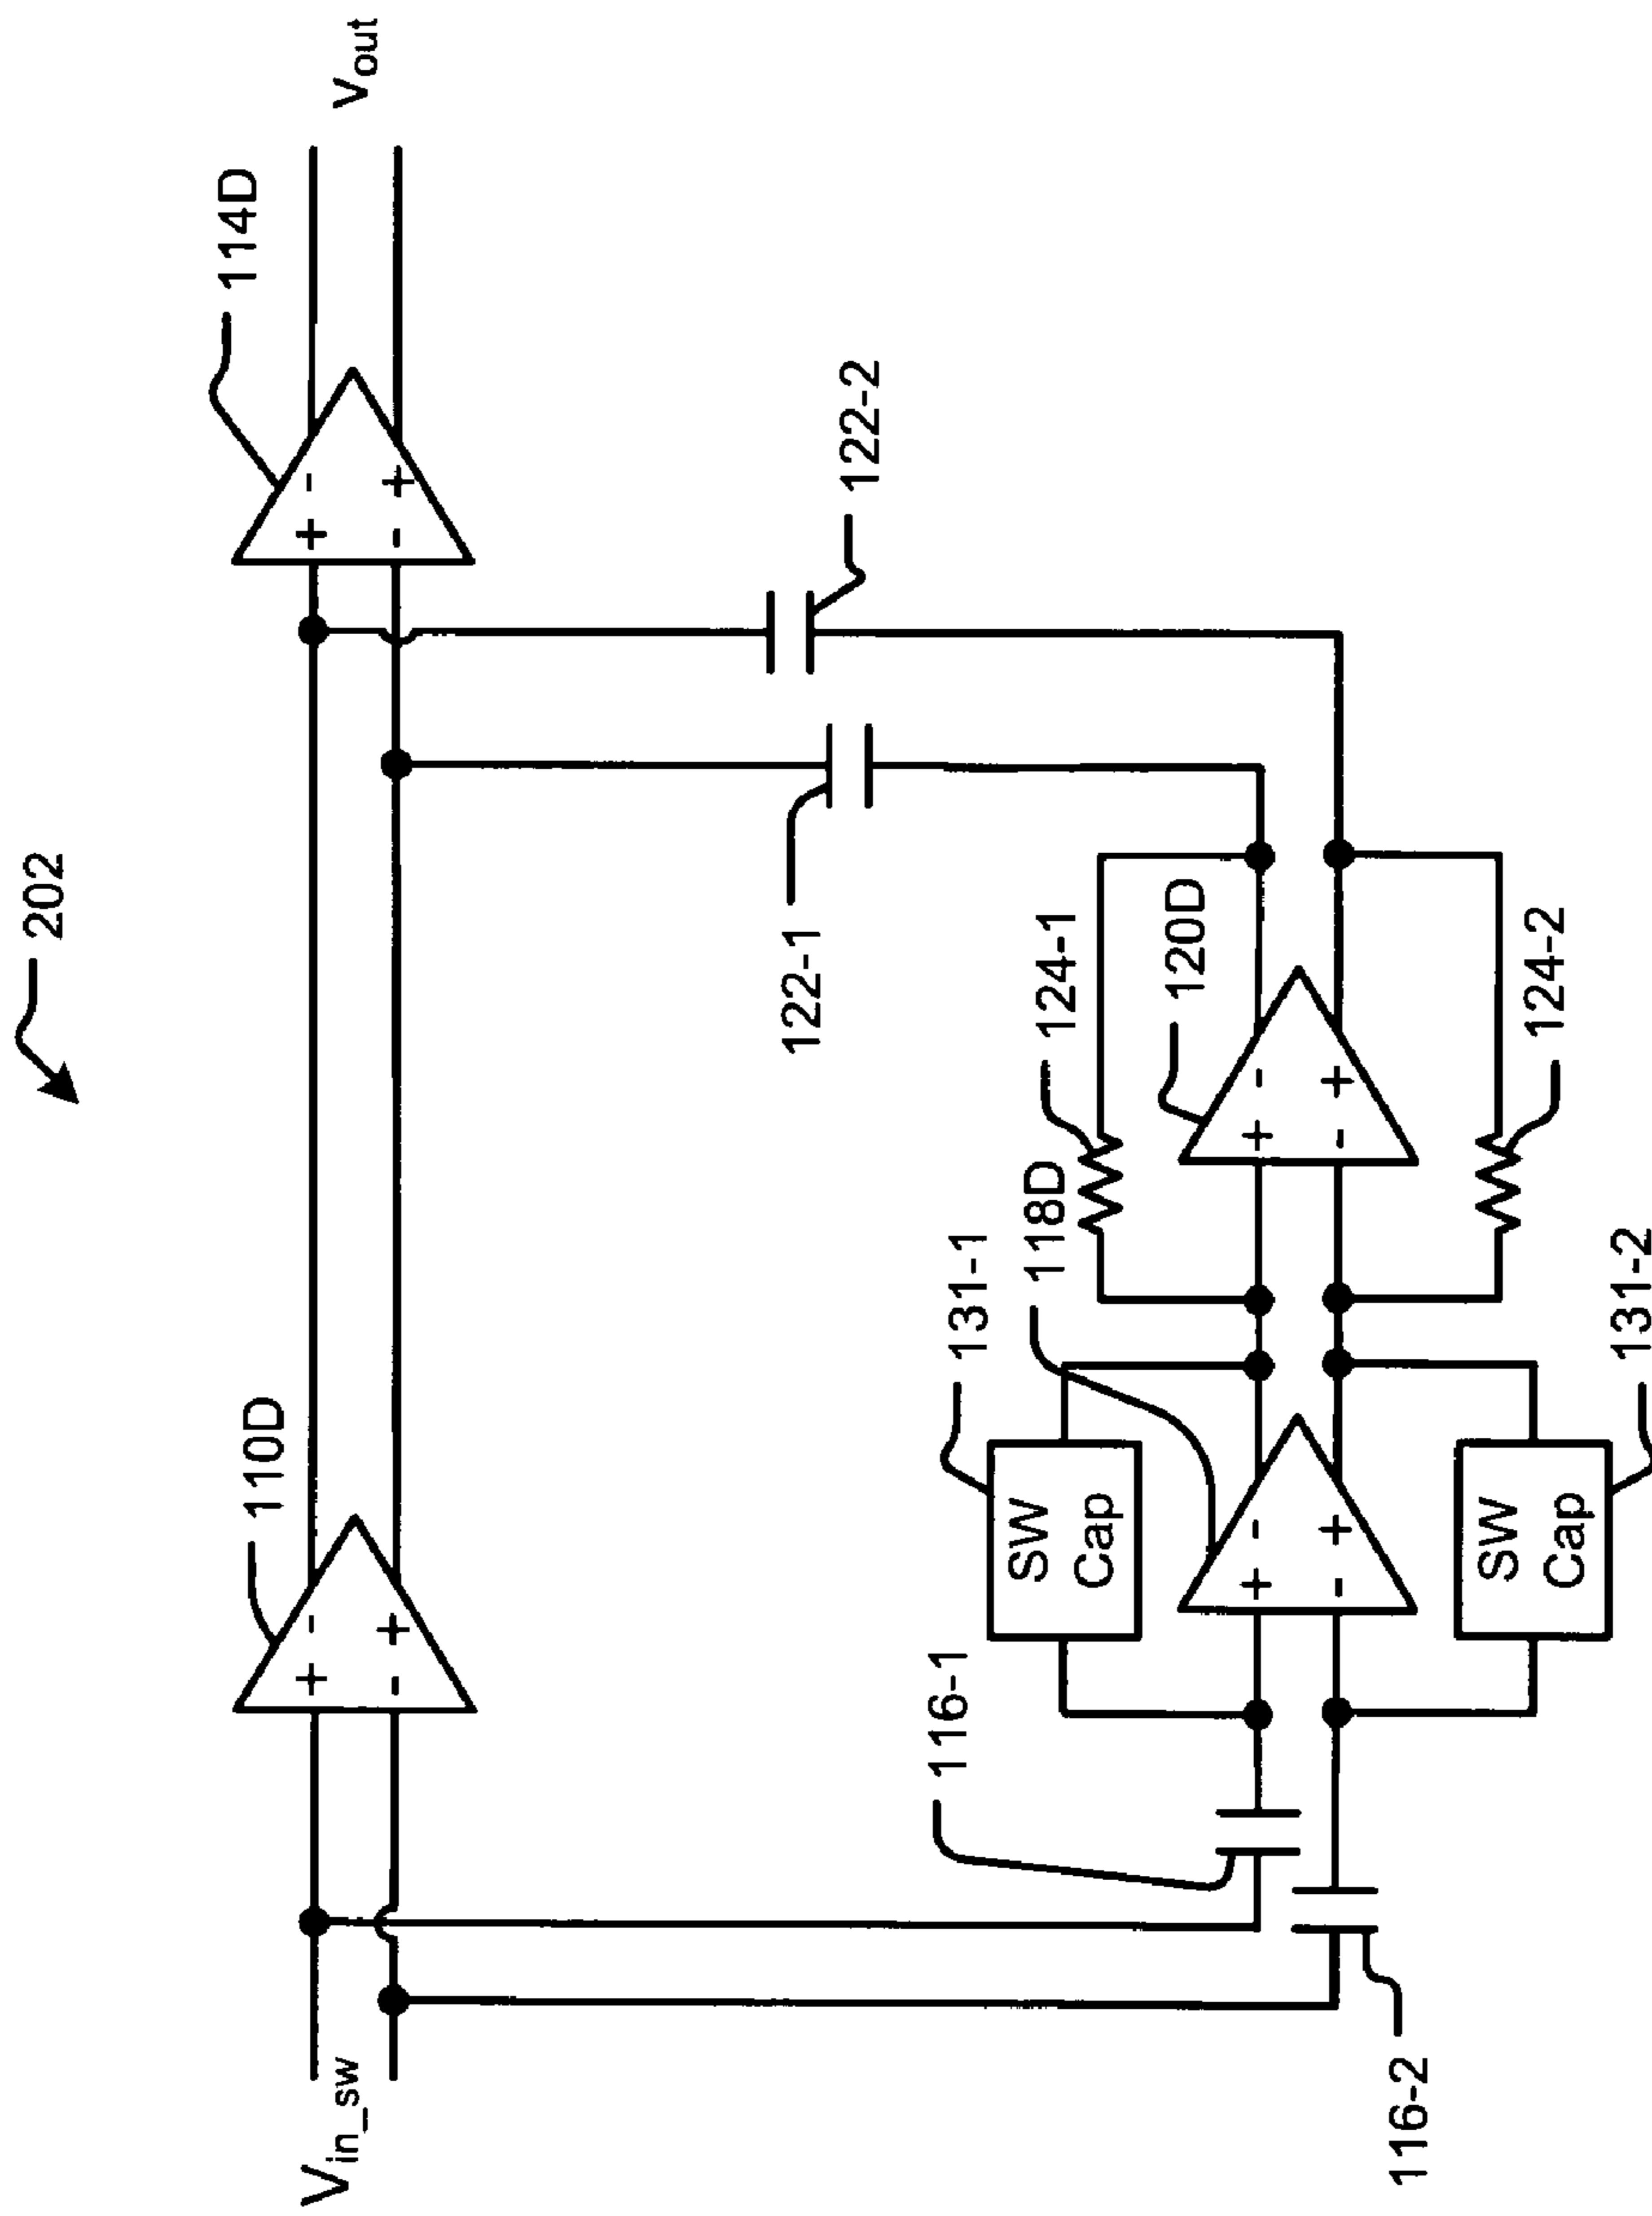 202
V_in_sw
110D
+ -
- +
114D
+ -
- +
Vout
122-1
122-2
116-1
116-2
131-1
SW
Cap
118D
+ -
- +
124-1
120D
+ -
- +
124-2
SW
Cap
131-2